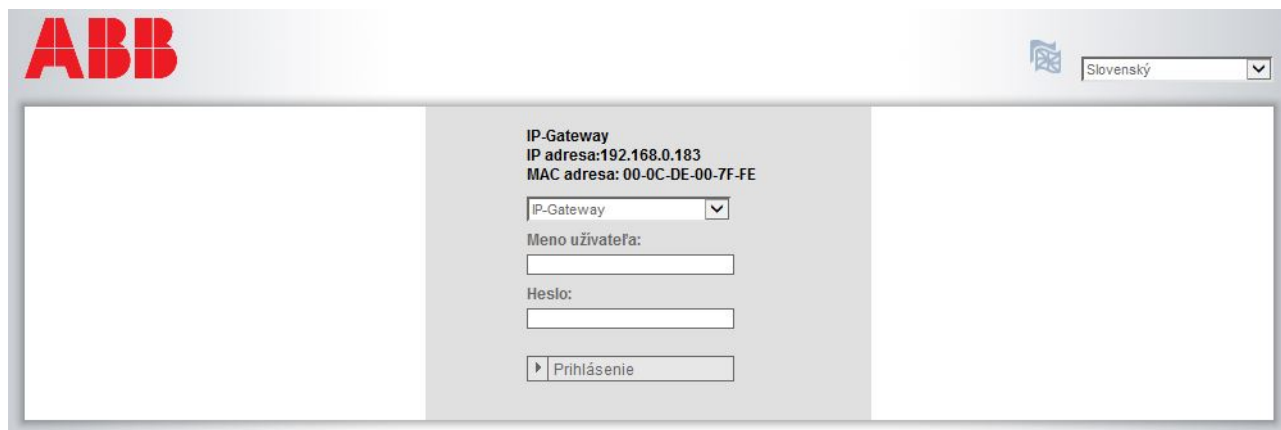 ABB
Slovenský
IP-Gateway
IP adresa:192.168.0.183
MAC adresa: 00-0C-DE-00-7F-FE
IP-Gateway
Meno užívateľa:
Heslo:
Prihlásenie